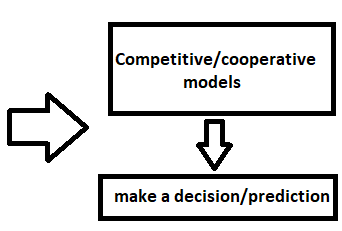 Competitive/cooperative
models
make a decision/prediction